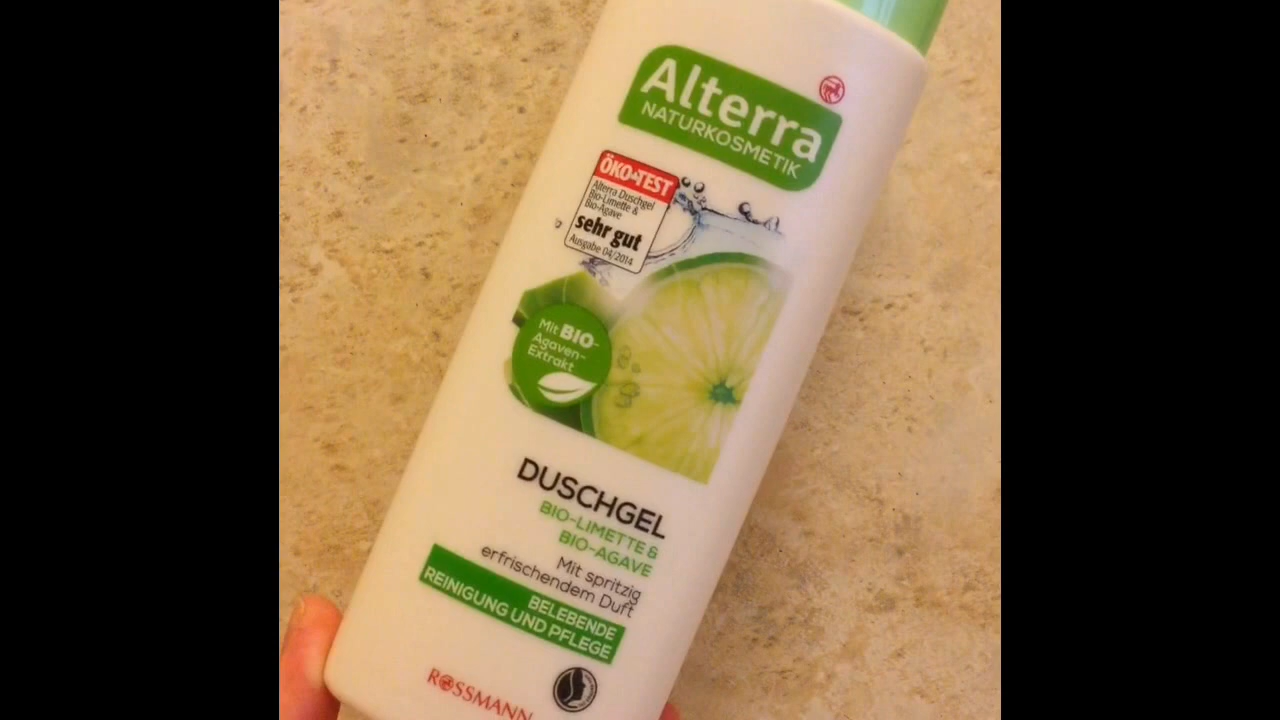 Alterra
NATURKOSMETIK
ÖKO-TEST
Alterra Duschgel
Bio-Limette &
Bio-Agave
sehr gut
Ausgabe 04/2014
Mit BIO-
Agaven-
Extrakt
DUSCHGEL
BIO-LIMETTE &
BIO-AGAVE
Mit spritzig
erfrischendem Duft
BELEBENDE
REINIGUNG UND PFLEGE
ROSSMANN